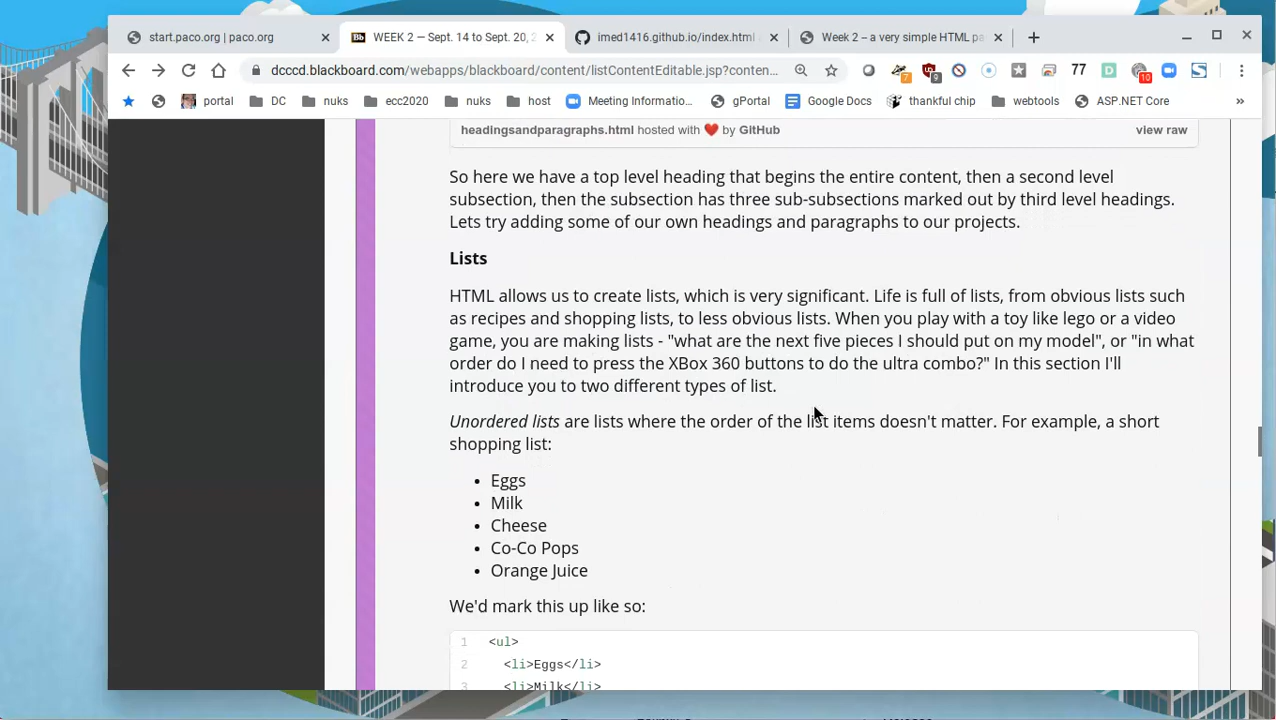 start.paco.org | paco.org
WEEK 2 – Sept. 14 to Sept. 20, 2
imed1416.github.io/index.html
Week 2 – a very simple HTML pa
dcccd.blackboard.com/webapps/blackboard/content/listContentEditable.jsp?conten...
7
9
77
10
portal
DC
nuks
ecc2020
nuks
host
Meeting Informatio...
gPortal
Google Docs
thankful chip
webtools
ASP.NET Core
»
headingsandparagraphs.html hosted with ❤ by GitHub
view raw
So here we have a top level heading that begins the entire content, then a second level
subsection, then the subsection has three sub-subsections marked out by third level headings.
Lets try adding some of our own headings and paragraphs to our projects.
Lists
HTML allows us to create lists, which is very significant. Life is full of lists, from obvious lists such
as recipes and shopping lists, to less obvious lists. When you play with a toy like lego or a video
game, you are making lists - "what are the next five pieces I should put on my model", or "in what
order do I need to press the XBox 360 buttons to do the ultra combo?" In this section I'll
introduce you to two different types of list.
Unordered lists are lists where the order of the list items doesn't matter. For example, a short
shopping list:
• Eggs
• Milk
• Cheese
• Co-Co Pops
• Orange Juice
We'd mark this up like so:
1 <ul>
2 <li>Eggs</li>
3 <li>Milk</li>